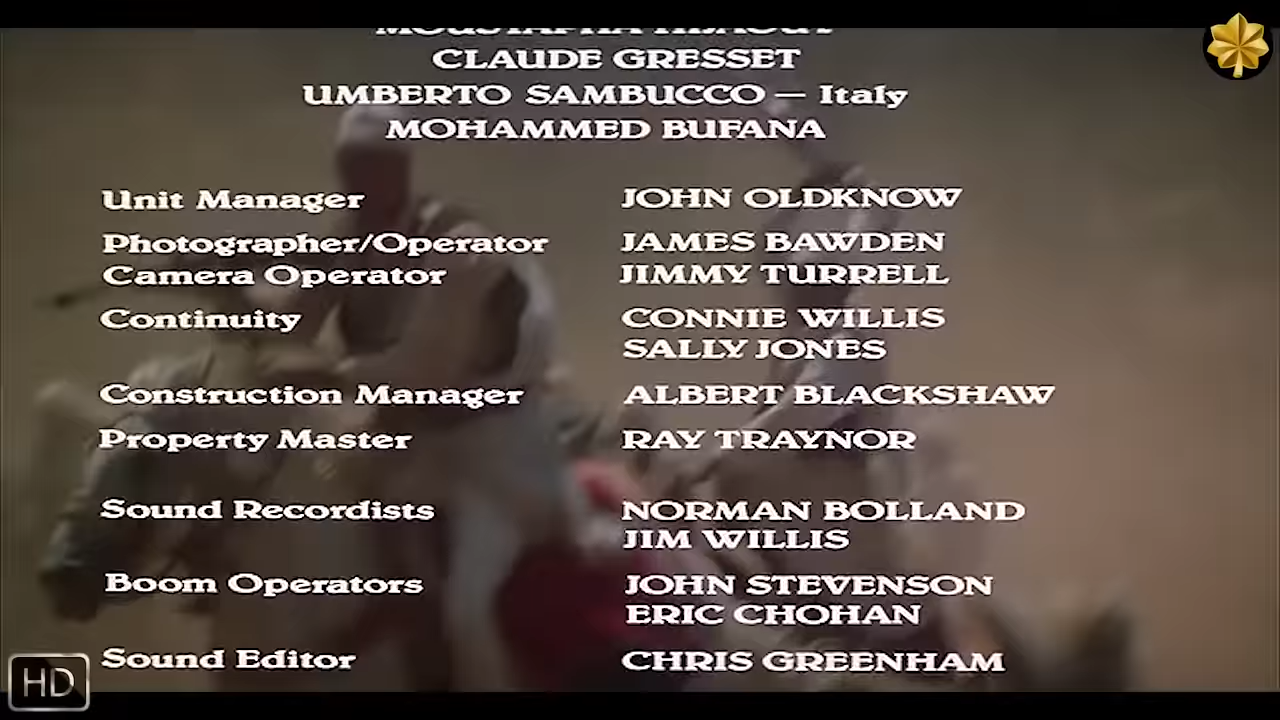 CLAUDE GRESSET
UMBERTO SAMBUCCO — Italy
MOHAMMED BUFANA
Unit Manager JOHN OLDKNOW
Photographer/Operator JAMES BAWDEN
Camera Operator JIMMY TURRELL
Continuity CONNIE WILLIS
SALLY JONES
Construction Manager ALBERT BLACKSHAW
Property Master RAY TRAYNOR
Sound Recordists NORMAN BOLLAND
JIM WILLIS
Boom Operators JOHN STEVENSON
ERIC CHOHAN
Sound Editor CHRIS GREENHAM
HD